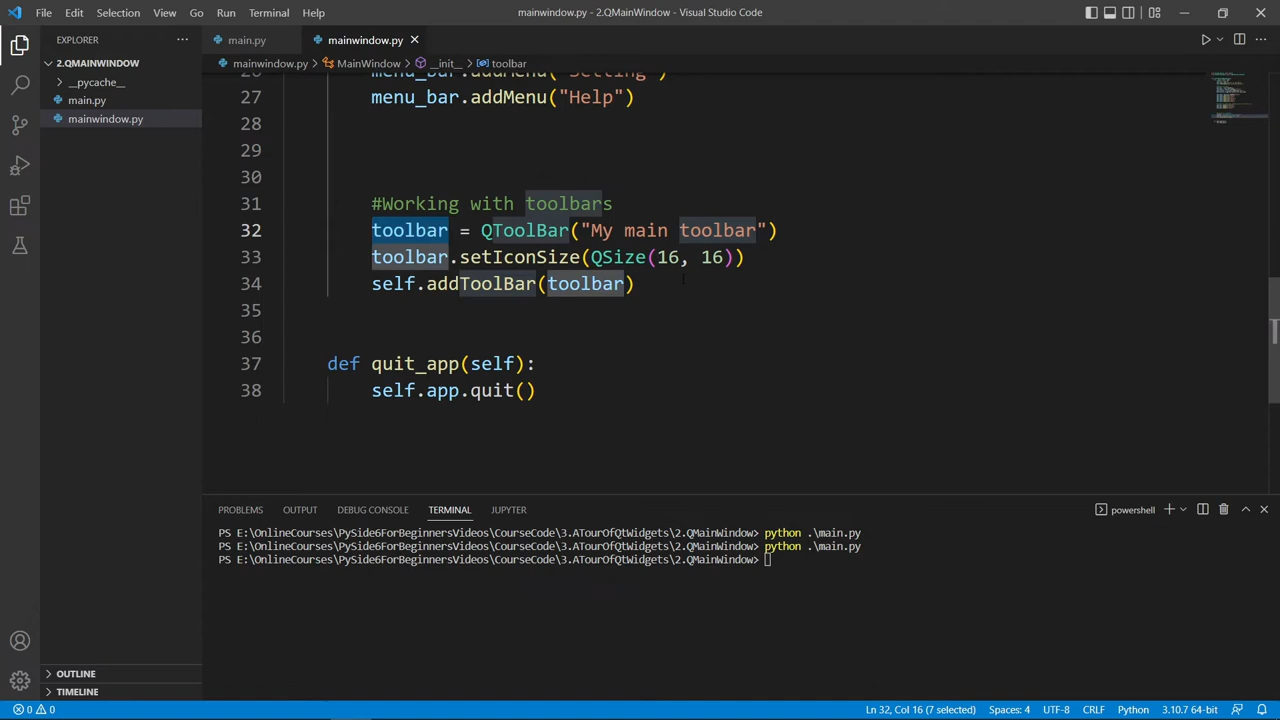 File Edit Selection View Go Run Terminal Help
mainwindow.py - 2.QMainWindow - Visual Studio Code
EXPLORER
main.py
mainwindow.py
2.QMAINWINDOW
mainwindow.py > MainWindow > __init__ > toolbar
__pycache__
main.py
mainwindow.py
26 menu_bar.addMenu("Setting")
27 menu_bar.addMenu("Help")
28
29
30
31 #Working with toolbars
32 toolbar = QToolBar("My main toolbar")
33 toolbar.setIconSize(QSize(16, 16))
34 self.addToolBar(toolbar)
35
36
37 def quit_app(self):
38 self.app.quit()
PROBLEMS OUTPUT DEBUG CONSOLE TERMINAL JUPYTER
powershell
PS E:\OnlineCourses\PySide6ForBeginnersVideos\CourseCode\3.ATourOfQtWidgets\2.QMainWindow> python .\main.py
PS E:\OnlineCourses\PySide6ForBeginnersVideos\CourseCode\3.ATourOfQtWidgets\2.QMainWindow> python .\main.py
PS E:\OnlineCourses\PySide6ForBeginnersVideos\CourseCode\3.ATourOfQtWidgets\2.QMainWindow>
OUTLINE
TIMELINE
0 0
Ln 32, Col 16 (7 selected) Spaces: 4 UTF-8 CRLF Python 3.10.7 64-bit